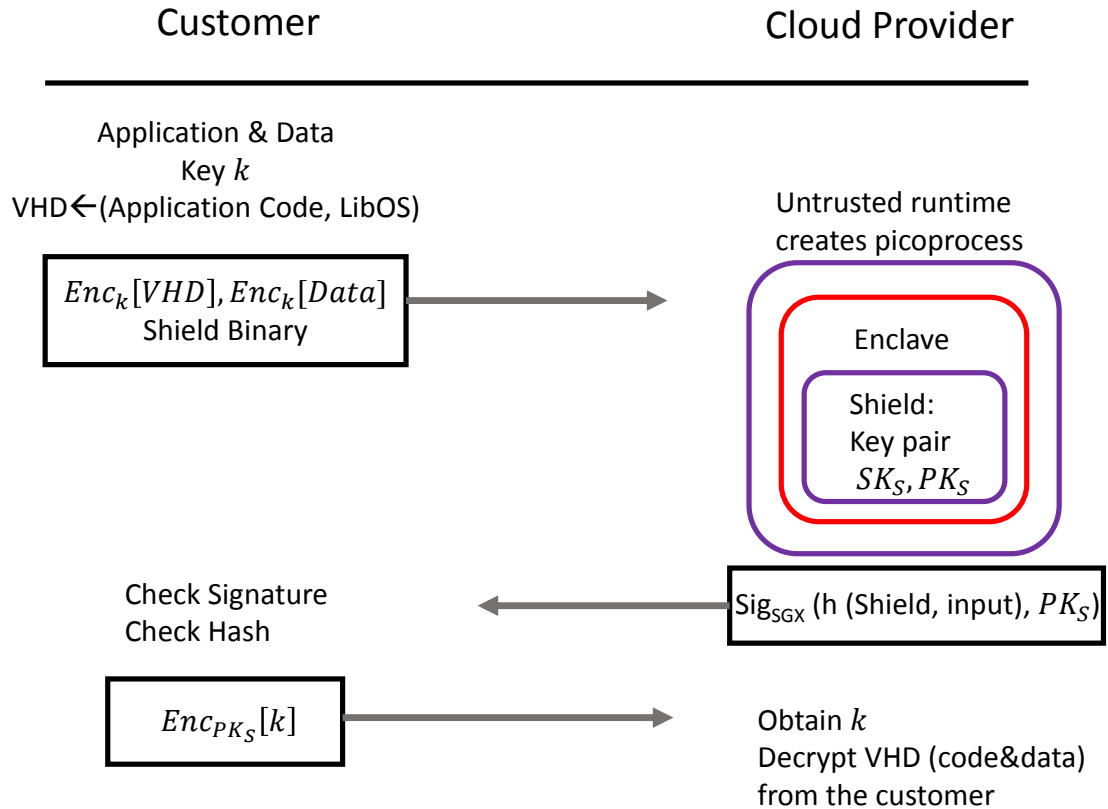 Customer
Cloud Provider
Application & Data
Key k
VHD←(Application Code, LibOS)
Enc_k[VHD], Enc_k[Data]
Shield Binary
Untrusted runtime
creates picoprocess
Enclave
Shield:
Key pair
SK_S, PK_S
Sig_SGX (h (Shield, input), PK_S)
Check Signature
Check Hash
Enc_{PK_S}[k]
Obtain k
Decrypt VHD (code&data)
from the customer